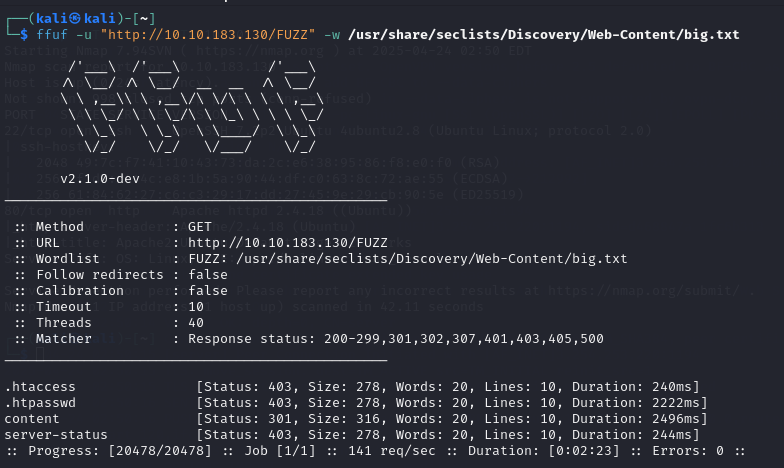 ┌──(kali㉿kali)-[~]
└─$ ffuf -u "http://10.10.183.130/FUZZ" -w /usr/share/seclists/Discovery/Web-Content/big.txt
v2.1.0-dev
:: Method : GET
:: URL : http://10.10.183.130/FUZZ
:: Wordlist : FUZZ: /usr/share/seclists/Discovery/Web-Content/big.txt
:: Follow redirects : false
:: Calibration : false
:: Timeout : 10
:: Threads : 40
:: Matcher : Response status: 200-299,301,302,307,401,403,405,500
.htaccess [Status: 403, Size: 278, Words: 20, Lines: 10, Duration: 240ms]
.htpasswd [Status: 403, Size: 278, Words: 20, Lines: 10, Duration: 2222ms]
content [Status: 301, Size: 316, Words: 20, Lines: 10, Duration: 2496ms]
server-status [Status: 403, Size: 278, Words: 20, Lines: 10, Duration: 244ms]
:: Progress: [20478/20478] :: Job [1/1] :: 141 req/sec :: Duration: [0:02:23] :: Errors: 0 ::